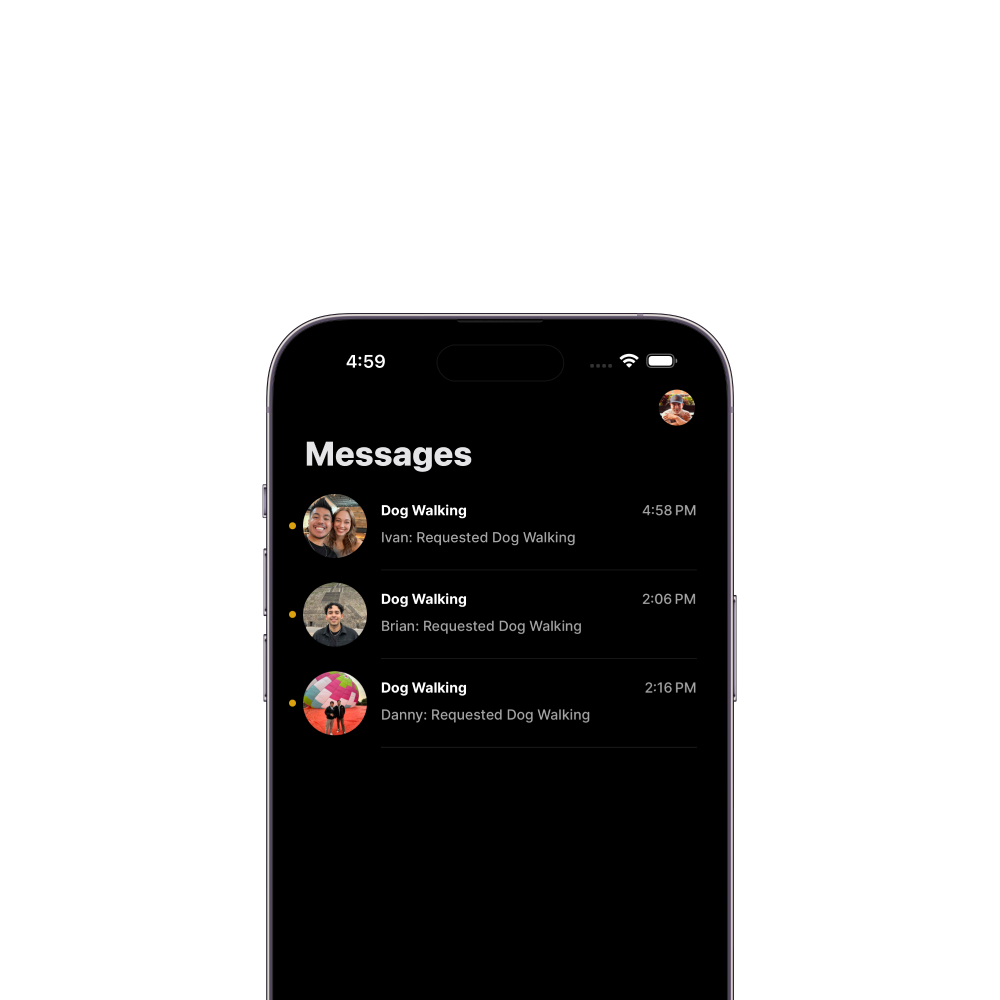 4:59
Messages
Dog Walking 4:58 PM
Ivan: Requested Dog Walking
Dog Walking 2:06 PM
Brian: Requested Dog Walking
Dog Walking 2:16 PM
Danny: Requested Dog Walking